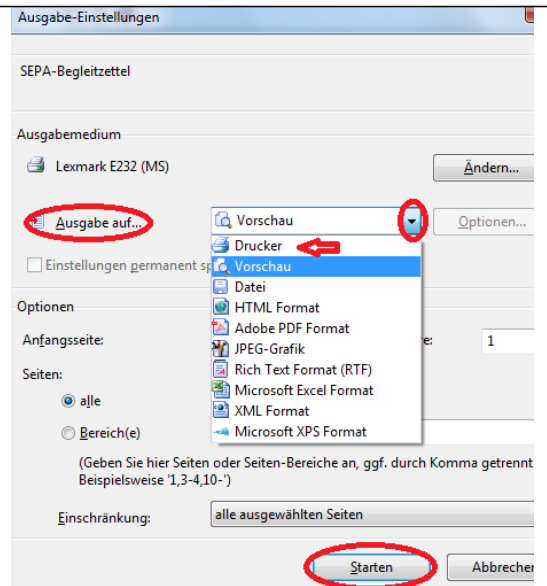 Ausgabe-Einstellungen
SEPA-Begleitzettel
Ausgabemedium
Lexmark E232 (MS)
Ändern...
Ausgabe auf...
Vorschau
Optionen...
Drucker
Einstellungen permanent
Vorschau
Datei
Optionen
HTML Format
Adobe PDF Format
Anfangsseite:
1
JPEG-Grafik
Seiten:
Rich Text Format (RTF)
alle
Microsoft Excel Format
XML Format
Bereich(e)
Microsoft XPS Format
(Geben Sie hier Seiten oder Seiten-Bereiche an, ggf. durch Komma getrennt
Beispielsweise '1,3-4,10-')
Einschränkung:
alle ausgewählten Seiten
Starten
Abbrechen